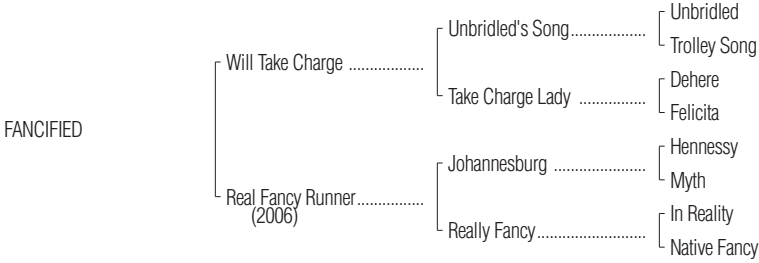 Unbridled
Unbridled's Song..................
Trolley Song
Will Take Charge ..................
Dehere
Take Charge Lady ................
Felicita
FANCIFIED
Hennessy
Johannesburg ......................
Myth
Real Fancy Runner................
(2006)
In Reality
Really Fancy..........................
Native Fancy